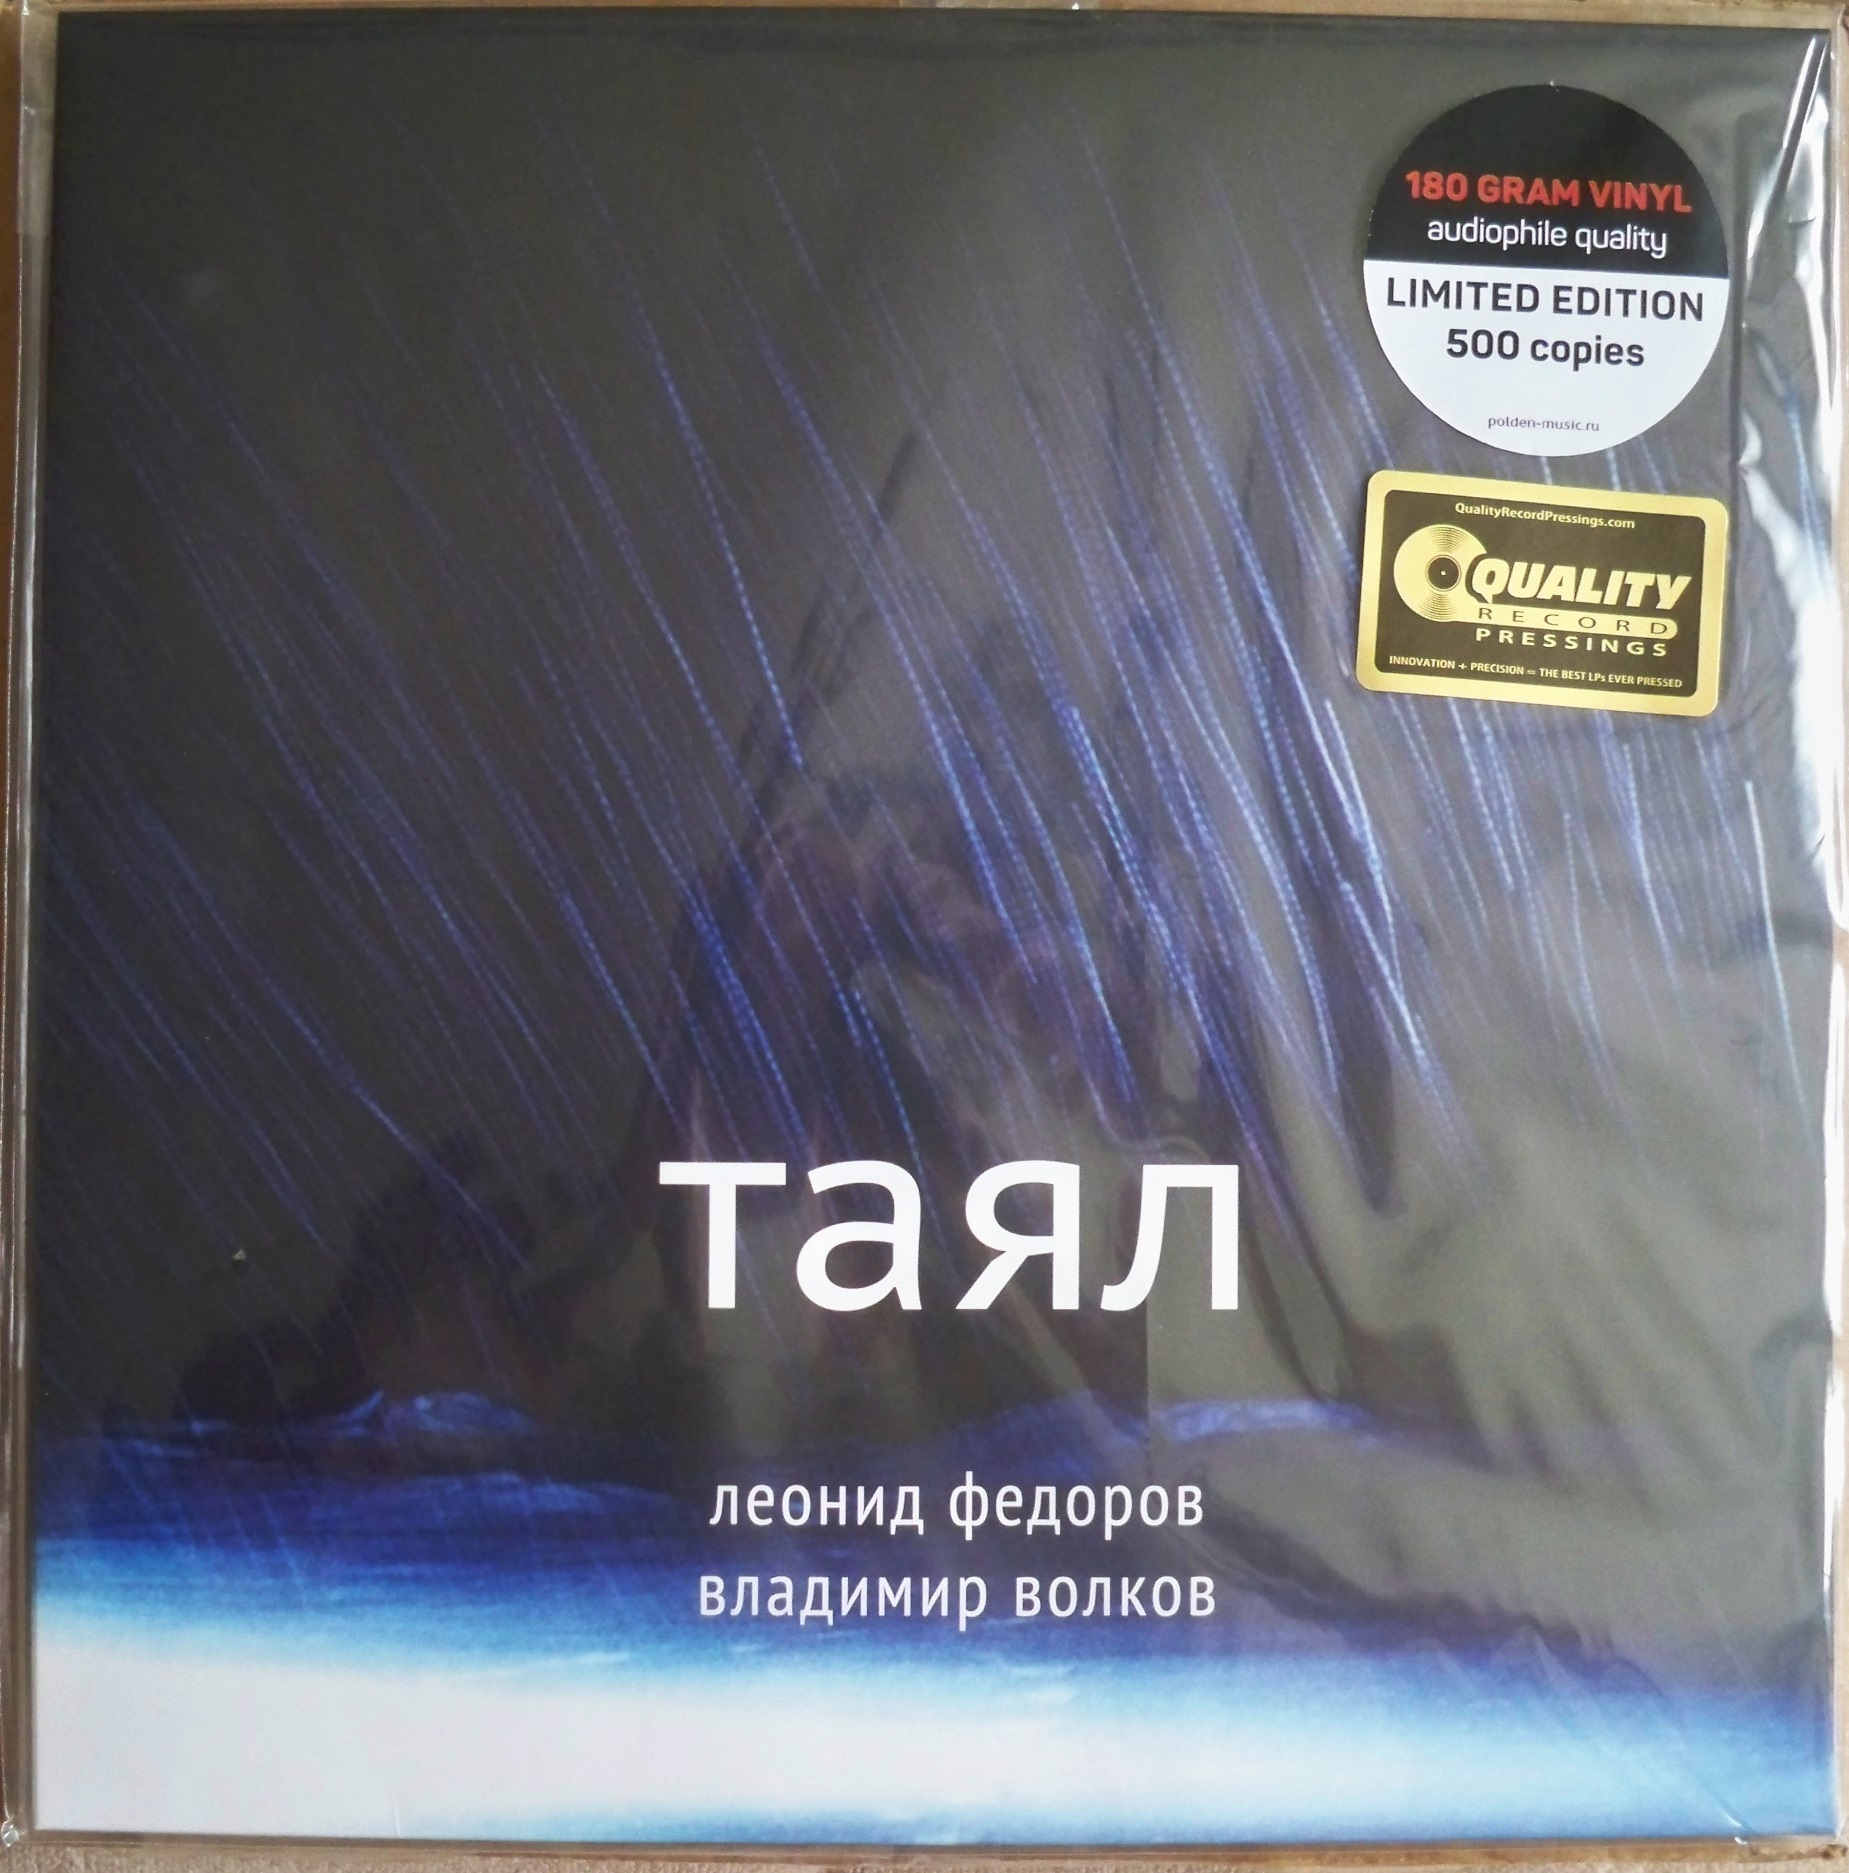 180 GRAM VINYL
audiophile quality
LIMITED EDITION
500 copies
polden-music.ru
QualityRecordPressings.com
QUALITY
RECORD
PRESSINGS
INNOVATION + PRECISION = THE BEST LPs EVER PRESSED
таял
леонид федоров
владимир волков